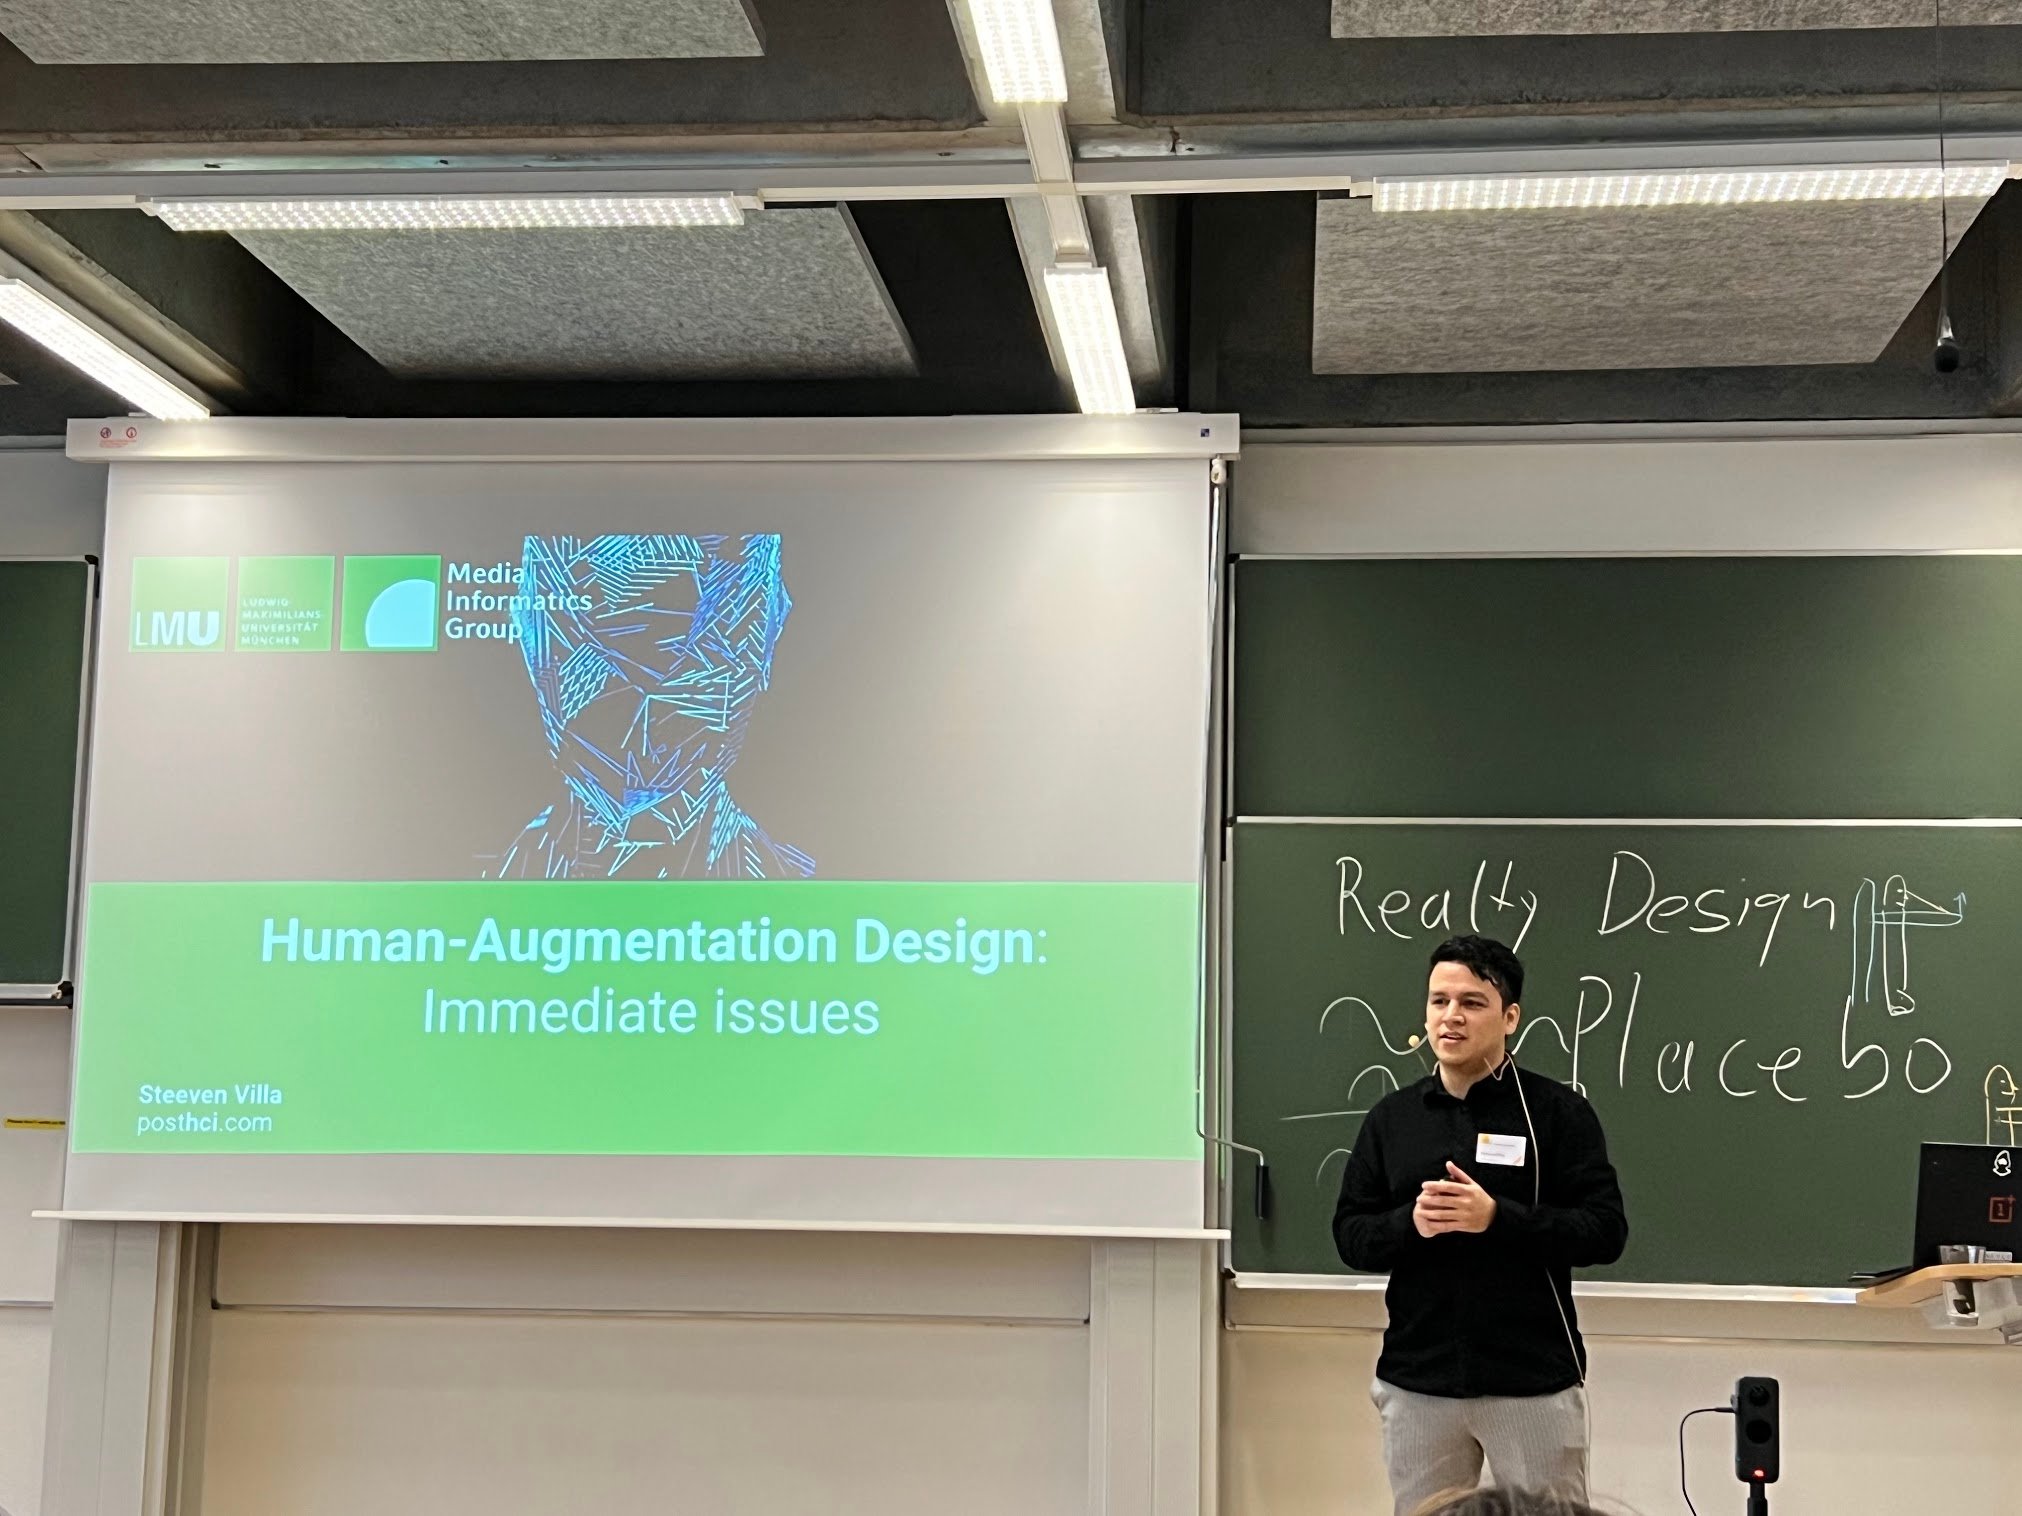 LMU
LUDWIG-
MAXIMILIANS-
UNIVERSITÄT
MÜNCHEN
Media
Informatics
Group
Human-Augmentation Design:
Immediate issues
Steeven Villa
posthci.com
Realty Design
Placebo